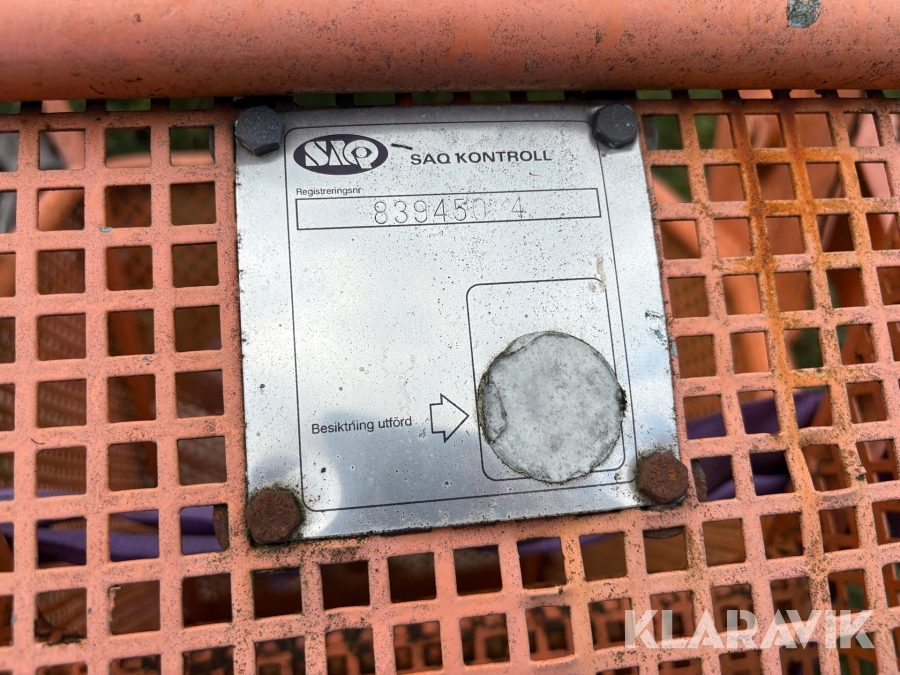 SAQ SAQ KONTROLL
Registreringsnr
839450 4
Besiktning utförd
KLARAVIK